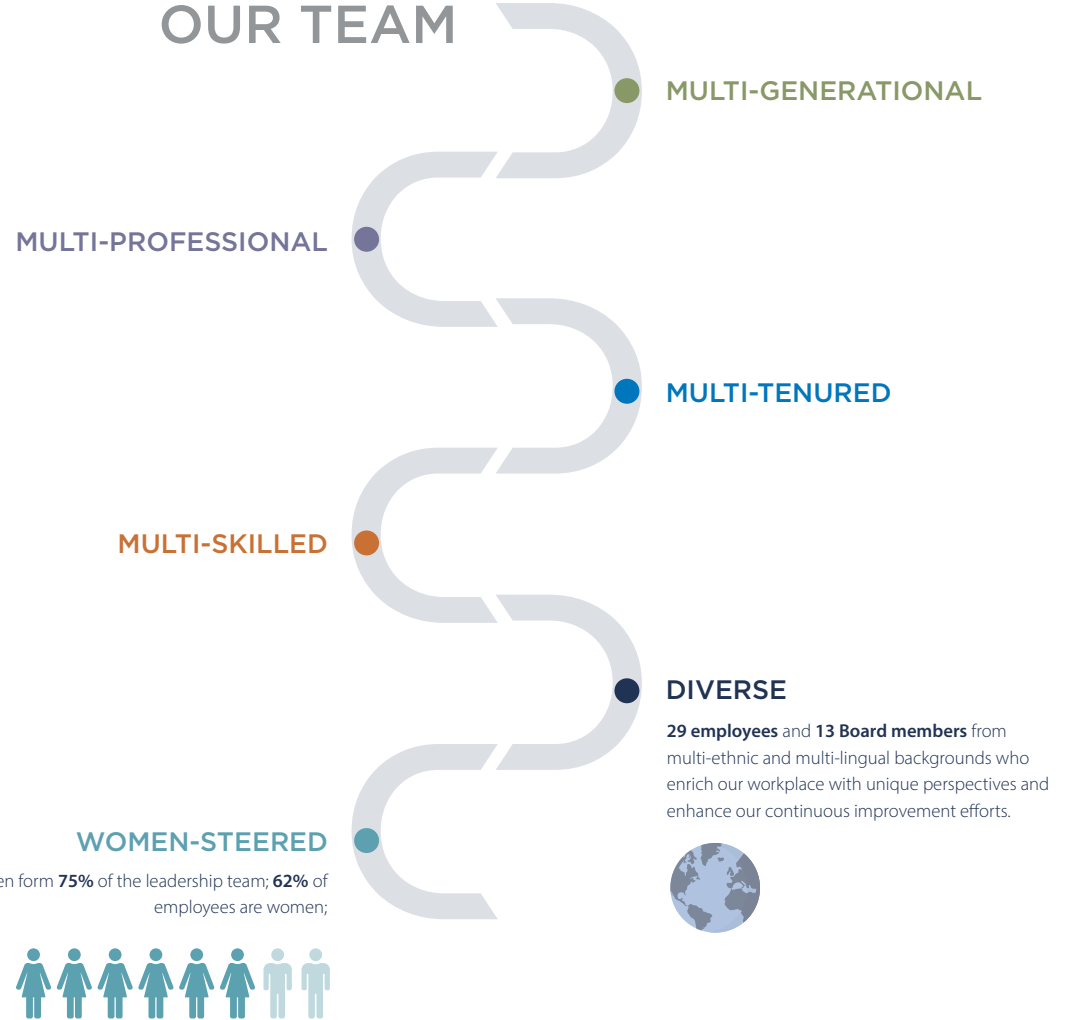 OUR TEAM
MULTI-GENERATIONAL
MULTI-PROFESSIONAL
MULTI-TENURED
MULTI-SKILLED
DIVERSE
29 employees and 13 Board members from
multi-ethnic and multi-lingual backgrounds who
enrich our workplace with unique perspectives and
enhance our continuous improvement efforts.
WOMEN-STEERED
form 75% of the leadership team; 62% of
employees are women;